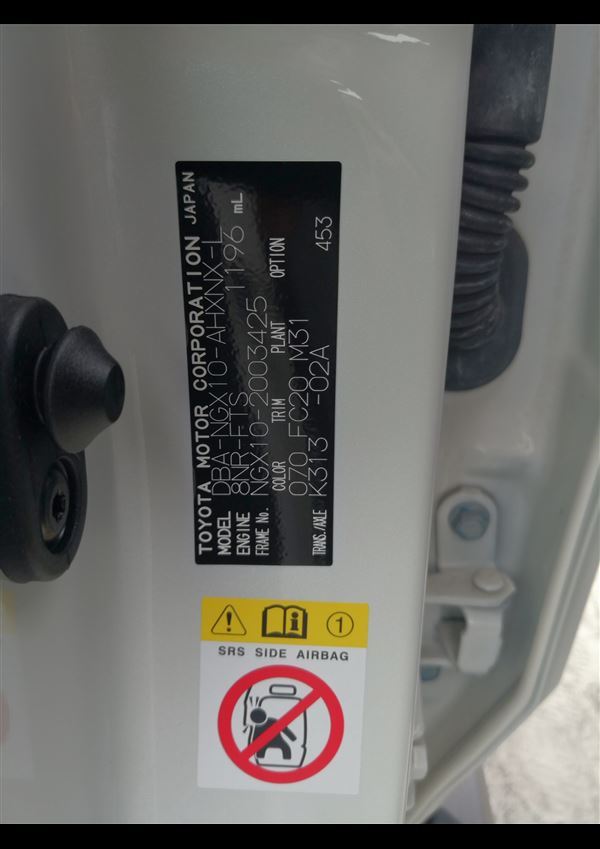 TOYOTA MOTOR CORPORATION JAPAN
MODEL DBA-NGX10-AHXNX-L
ENGINE 8NR-FTS 1196 mL
FRAME No. NGX10-2003425
COLOR TRIM PLANT OPTION
070 FC20 M31 453
TRANS./AXLE K313 -02A
1
SRS SIDE AIRBAG